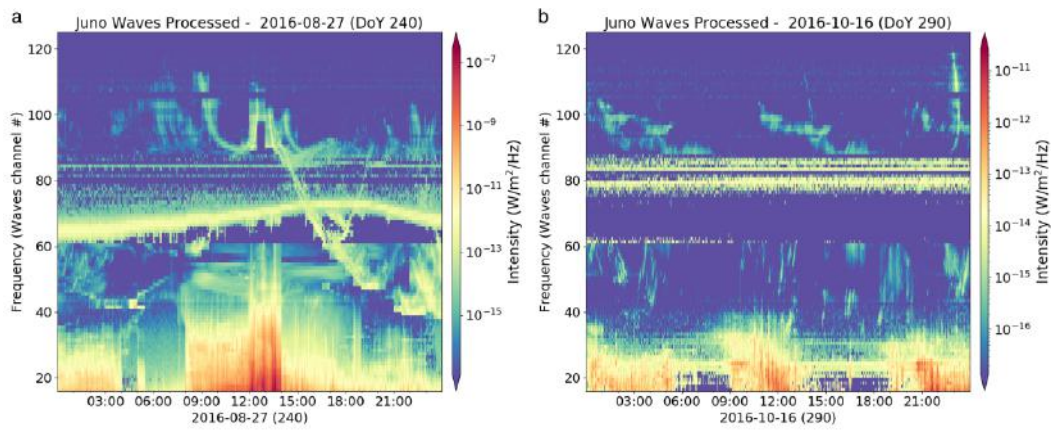 a
Juno Waves Processed - 2016-08-27 (DoY 240)
120
100
80
60
40
20
Frequency (Waves channel #)
03:00 06:00 09:00 12:00 15:00 18:00 21:00
2016-08-27 (240)
10⁻⁷
10⁻⁹
10⁻¹¹
10⁻¹³
10⁻¹⁵
Intensity (W/m²/Hz)
b
Juno Waves Processed - 2016-10-16 (DoY 290)
120
100
80
60
40
20
Frequency (Waves channel #)
03:00 06:00 09:00 12:00 15:00 18:00 21:00
2016-10-16 (290)
10⁻¹¹
10⁻¹²
10⁻¹³
10⁻¹⁴
10⁻¹⁵
10⁻¹⁶
Intensity (W/m²/Hz)